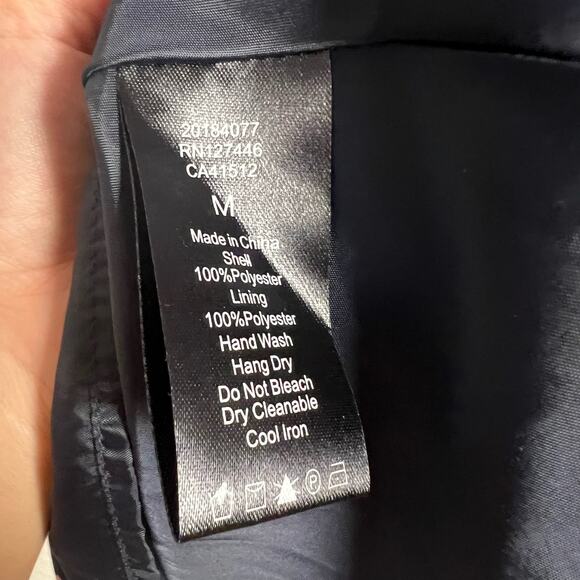 20184077
RN127446
CA41512
M
Made in China
Shell
100%Polyester
Lining
100%Polyester
Hand Wash
Hang Dry
Do Not Bleach
Dry Cleanable
Cool Iron
P